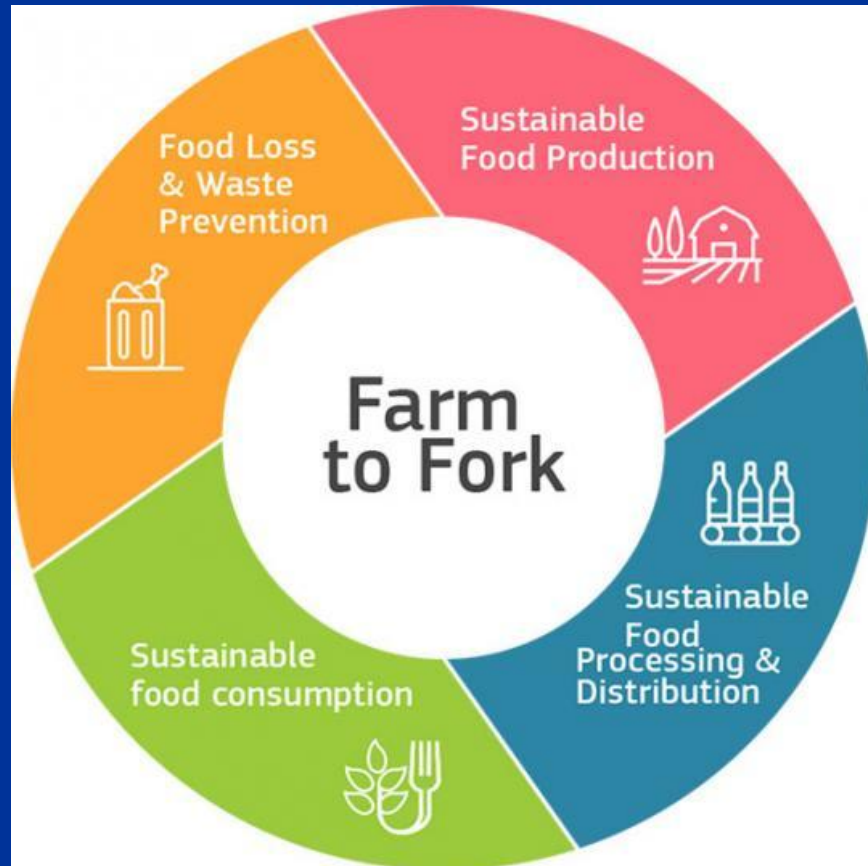 Farm
to Fork
Sustainable
Food Production
Sustainable
Food
Processing &
Distribution
Sustainable
food consumption
Food Loss
& Waste
Prevention